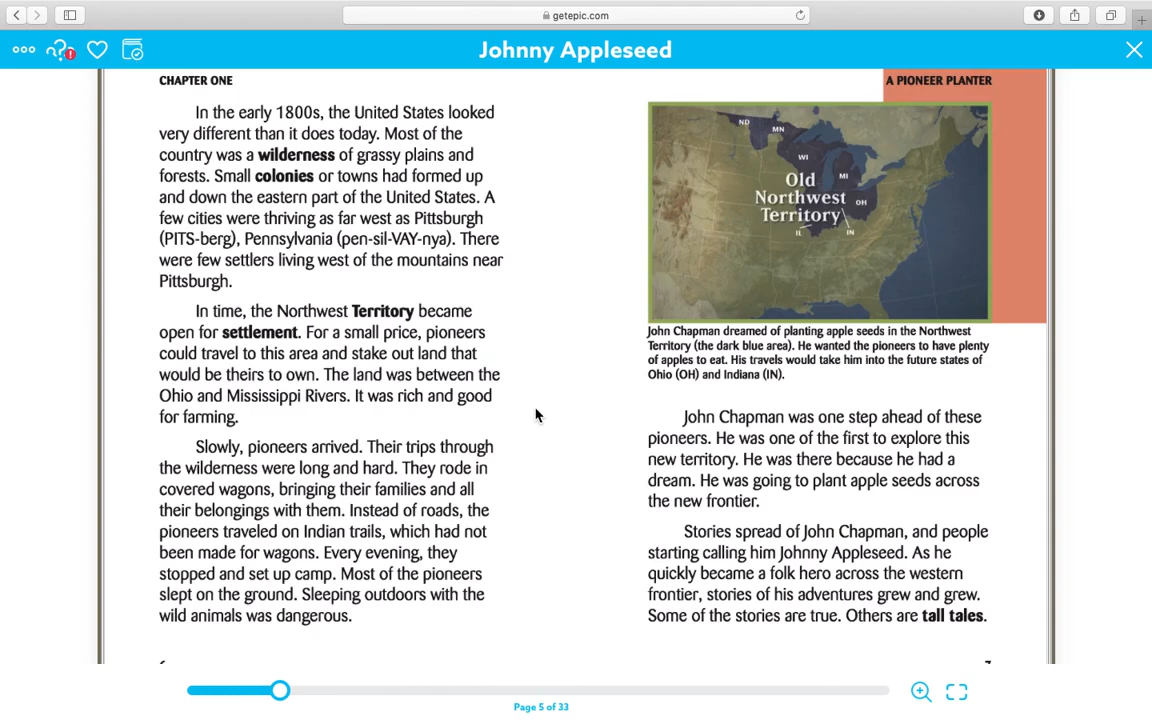 getepic.com
Johnny Appleseed
CHAPTER ONE
In the early 1800s, the United States looked
very different than it does today. Most of the
country was a wilderness of grassy plains and
forests. Small colonies or towns had formed up
and down the eastern part of the United States. A
few cities were thriving as far west as Pittsburgh
(PITS-berg), Pennsylvania (pen-sil-VAY-nya). There
were few settlers living west of the mountains near
Pittsburgh.
In time, the Northwest Territory became
open for settlement. For a small price, pioneers
could travel to this area and stake out land that
would be theirs to own. The land was between the
Ohio and Mississippi Rivers. It was rich and good
for farming.
Slowly, pioneers arrived. Their trips through
the wilderness were long and hard. They rode in
covered wagons, bringing their families and all
their belongings with them. Instead of roads, the
pioneers traveled on Indian trails, which had not
been made for wagons. Every evening, they
stopped and set up camp. Most of the pioneers
slept on the ground. Sleeping outdoors with the
wild animals was dangerous.
A PIONEER PLANTER
ND
MN
WI
MI
Old
Northwest
OH
Territory
IL
IN
John Chapman dreamed of planting apple seeds in the Northwest
Territory (the dark blue area). He wanted the pioneers to have plenty
of apples to eat. His travels would take him into the future states of
Ohio (OH) and Indiana (IN).
John Chapman was one step ahead of these
pioneers. He was one of the first to explore this
new territory. He was there because he had a
dream. He was going to plant apple seeds across
the new frontier.
Stories spread of John Chapman, and people
starting calling him Johnny Appleseed. As he
quickly became a folk hero across the western
frontier, stories of his adventures grew and grew.
Some of the stories are true. Others are tall tales.
Page 5 of 33